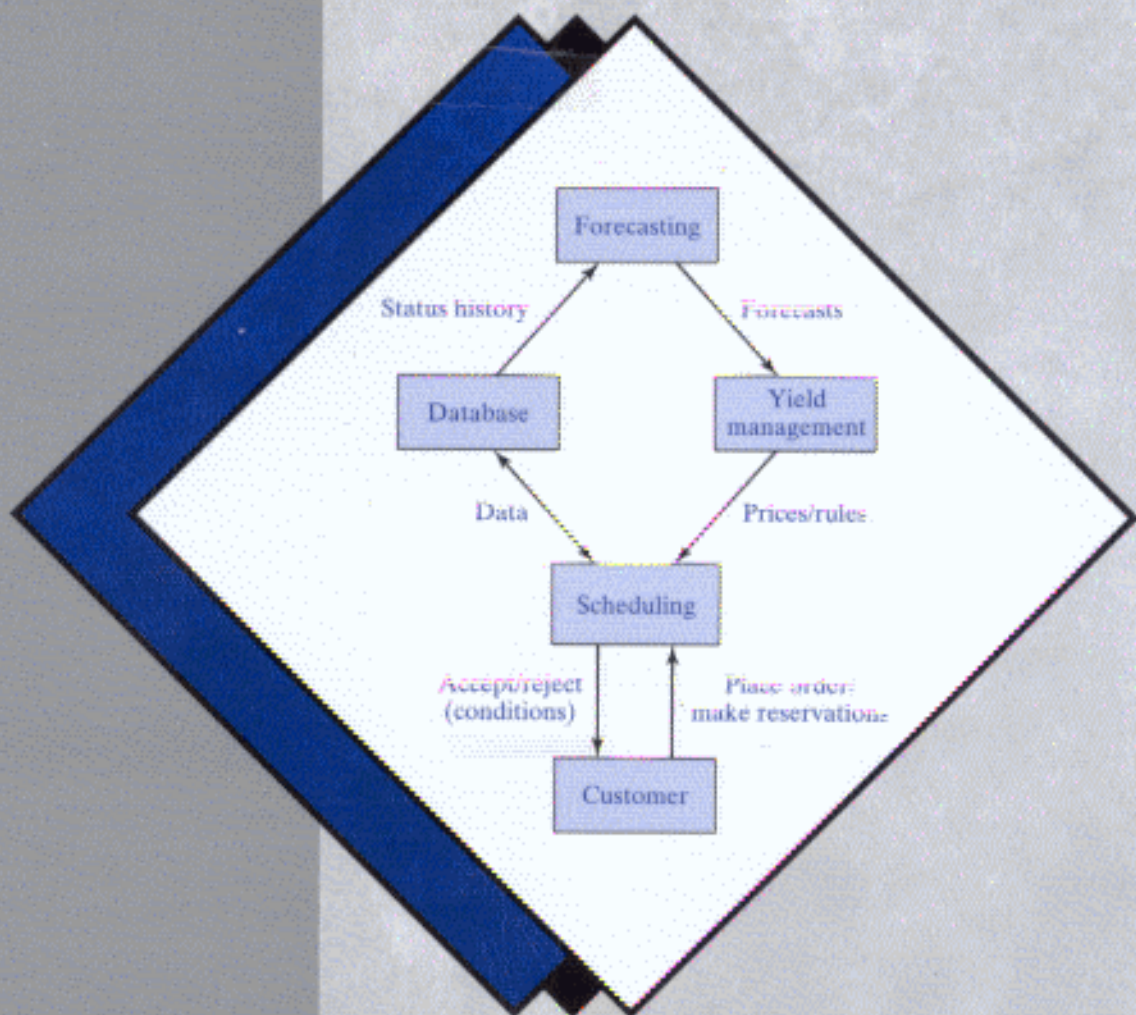 Forecasting
Status history
Forecasts
Database
Yield
management
Data
Prices/rules
Scheduling
Accept/reject
(conditions)
Place order
make reservations
Customer